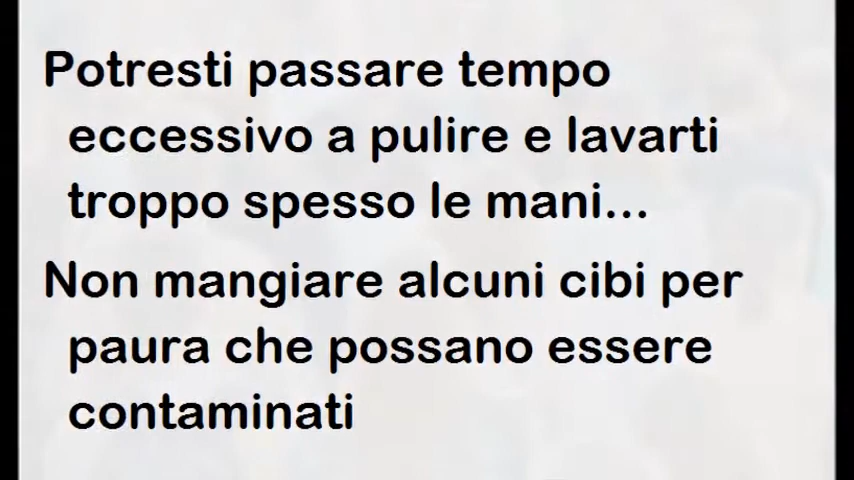 Potresti passare tempo
eccessivo a pulire e lavarti
troppo spesso le mani...
Non mangiare alcuni cibi per
paura che possano essere
contaminati